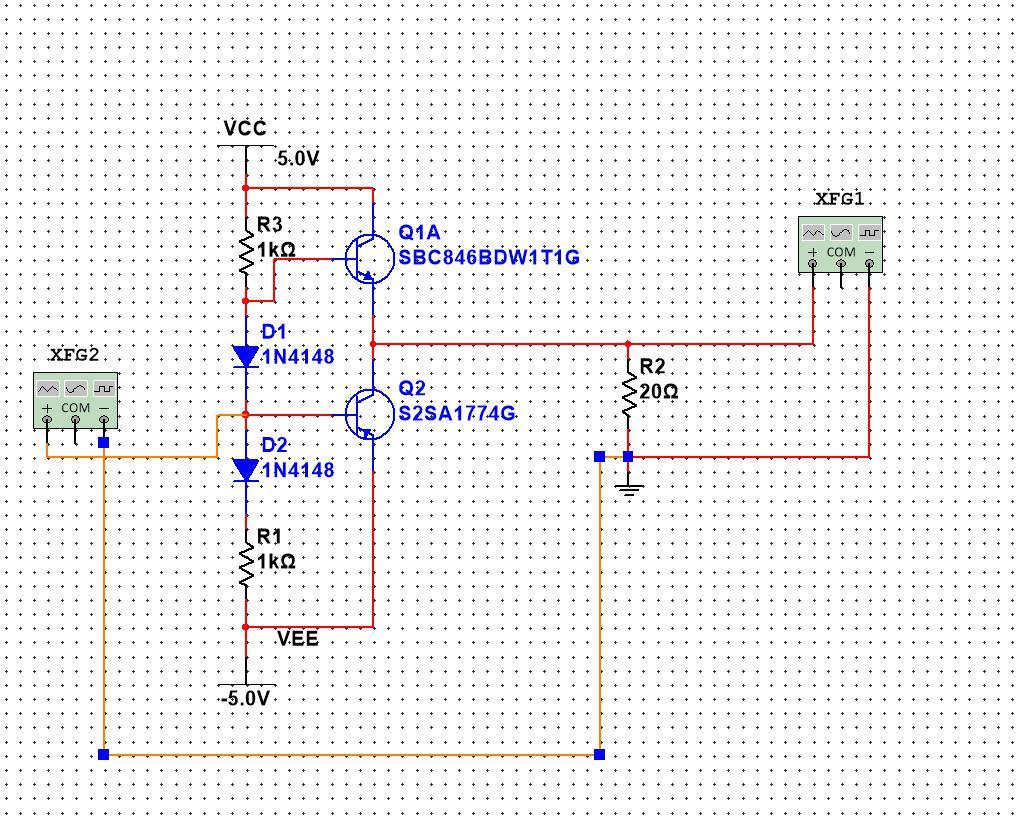 VCC
5.0V
XFG1
+ COM −
R3
1kΩ
Q1A
SBC846BDW1T1G
D1
1N4148
XFG2
+ COM −
Q2
S2SA1774G
R2
20Ω
D2
1N4148
R1
1kΩ
VEE
-5.0V